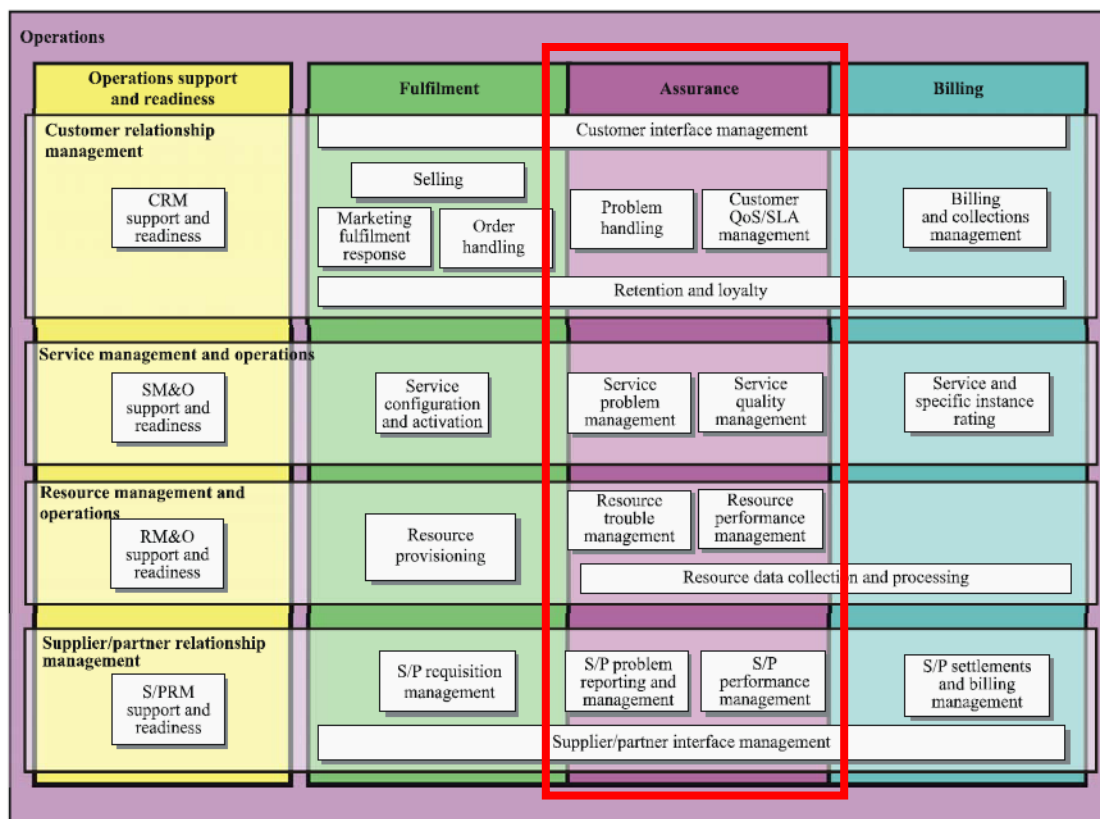 Operations
Operations support
and readiness
Fulfilment
Assurance
Billing
Customer relationship
management
Customer interface management
CRM
support and
readiness
Selling
Marketing
fulfilment
response
Order
handling
Problem
handling
Customer
QoS/SLA
management
Billing
and collections
management
Retention and loyalty
Service management and operations
SM&O
support and
readiness
Service
configuration
and activation
Service
problem
management
Service
quality
management
Service and
specific instance
rating
Resource management and
operations
RM&O
support and
readiness
Resource
provisioning
Resource
trouble
management
Resource
performance
management
Resource data collection and processing
Supplier/partner relationship
management
S/PRM
support and
readiness
S/P requisition
management
S/P problem
reporting and
management
S/P
performance
management
S/P settlements
and billing
management
Supplier/partner interface management